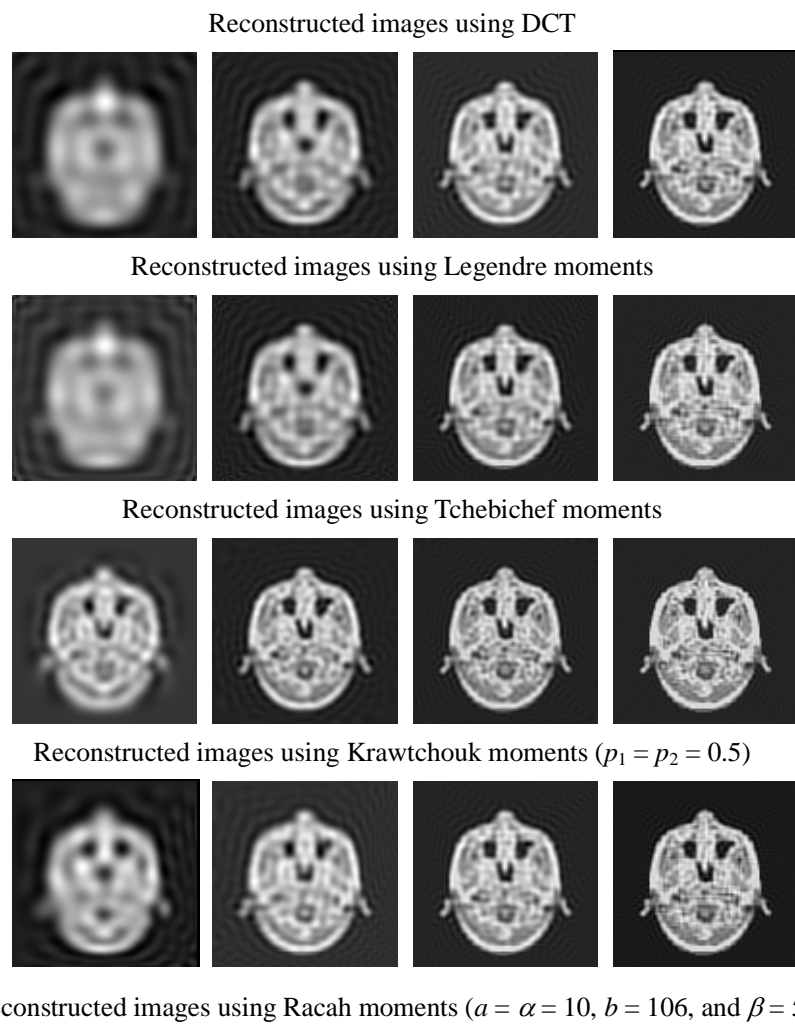 Reconstructed images using DCT
Reconstructed images using Legendre moments
Reconstructed images using Tchebichef moments
Reconstructed images using Krawtchouk moments (p₁ = p₂ = 0.5)
constructed images using Racah moments (a = α = 10, b = 106, and β =